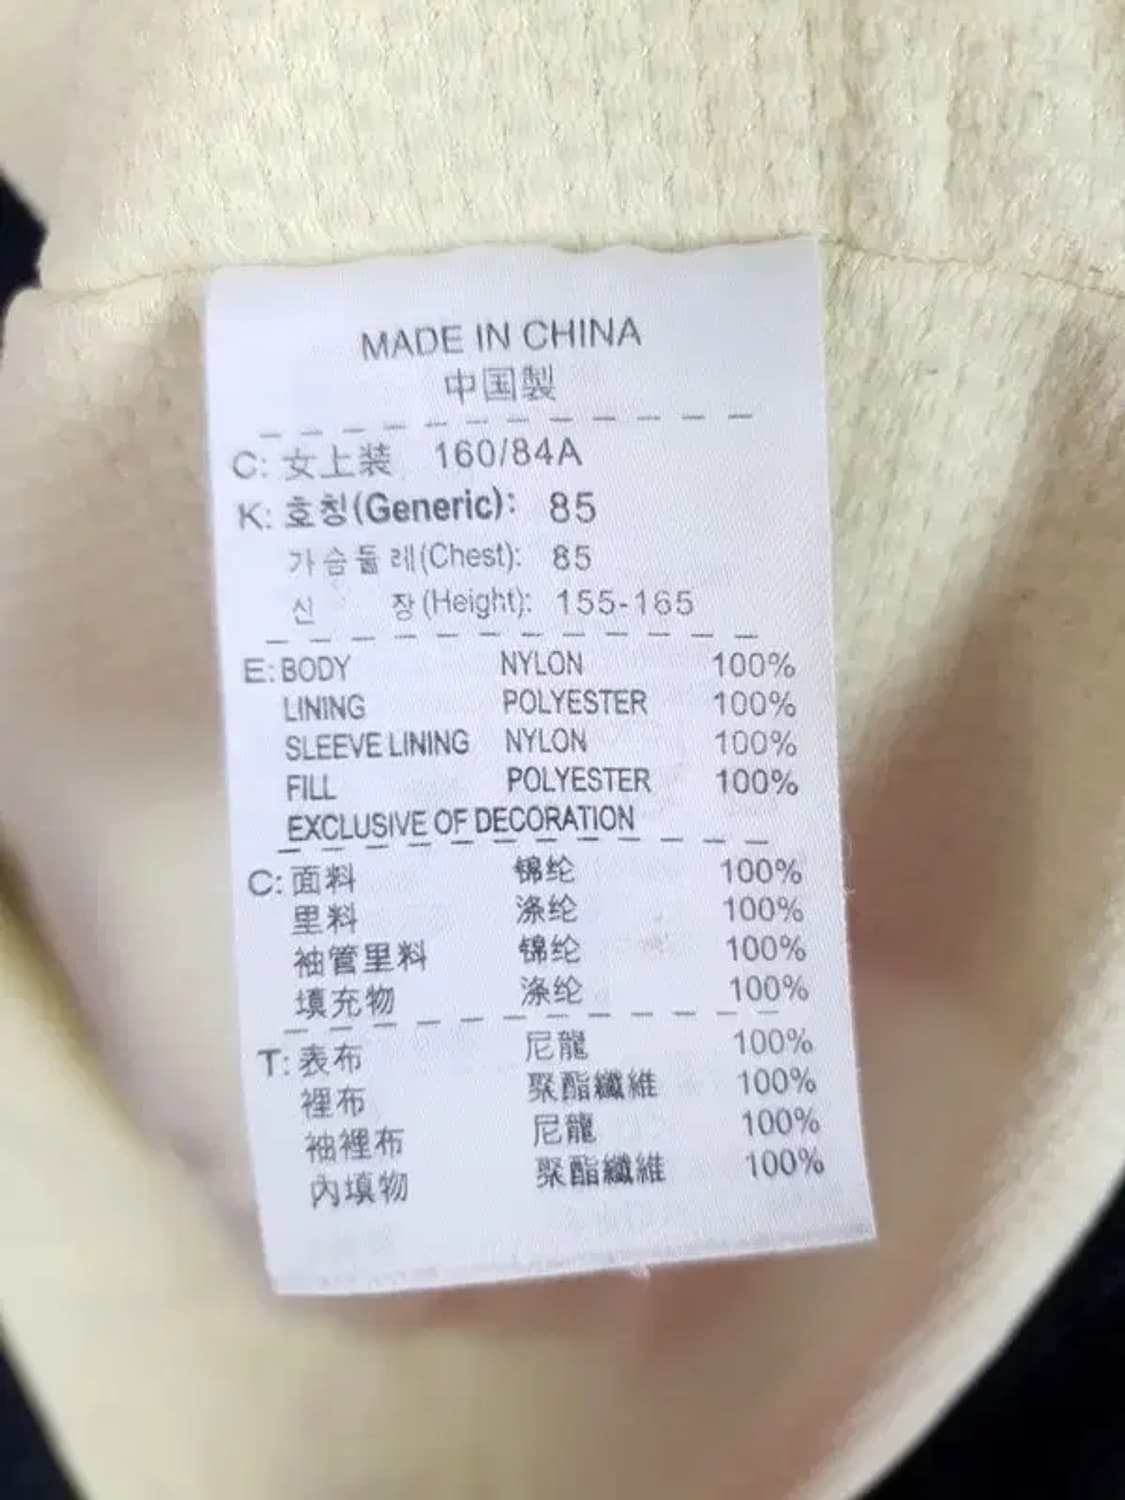 MADE IN CHINA
中国製
C: 女上装 160/84A
K: 호칭(Generic): 85
가슴둘레(Chest): 85
신 장(Height): 155-165
E: BODY NYLON 100%
LINING POLYESTER 100%
SLEEVE LINING NYLON 100%
FILL POLYESTER 100%
EXCLUSIVE OF DECORATION
C: 面料 锦纶 100%
里料 涤纶 100%
袖管里料 锦纶 100%
填充物 涤纶 100%
T: 表布 尼龍 100%
裡布 聚酯纖維 100%
袖裡布 尼龍 100%
內填物 聚酯纖維 100%